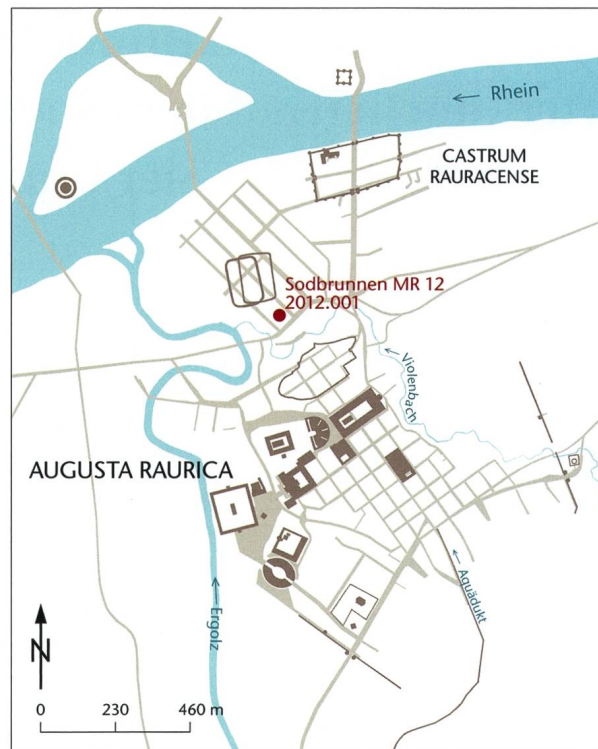 Rhein
CASTRUM
RAURACENSE
Sodbrunnen MR 12
2012.001
Violenbach
AUGUSTA RAURICA
Aquädukt
Ergolz
N
0 230 460 m